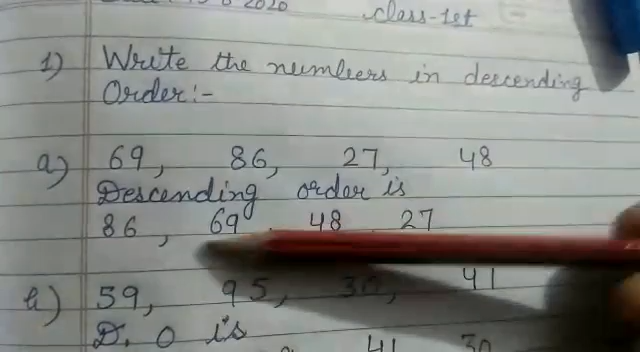 2020 class-1st
1) Write the numbers in descending
Order:-
a) 69, 86, 27, 48
Descending order is
86, 69, 48, 27
b) 59, 95, 30, 41
D. O is
41 30